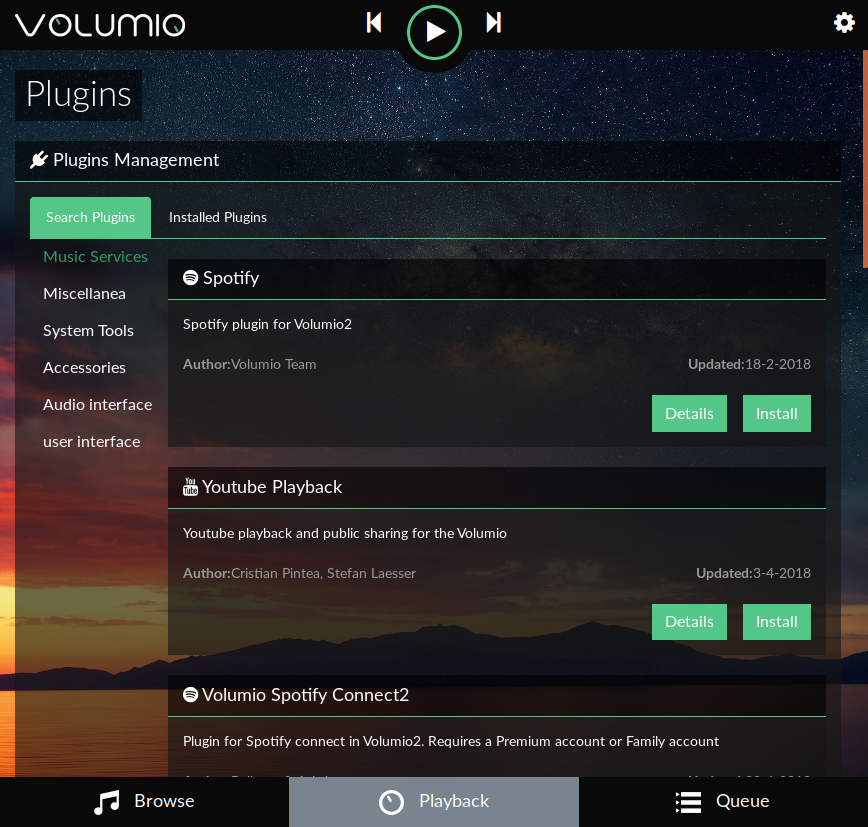 VOLUMIO
Plugins
Plugins Management
Search Plugins
Installed Plugins
Music Services
Miscellanea
System Tools
Accessories
Audio interface
user interface
Spotify
Spotify plugin for Volumio2
Author:Volumio Team
Updated:18-2-2018
Details
Install
You Tube
Youtube Playback
Youtube playback and public sharing for the Volumio
Author:Cristian Pintea, Stefan Laesser
Updated:3-4-2018
Details
Install
Volumio Spotify Connect2
Plugin for Spotify connect in Volumio2. Requires a Premium account or Family account
Browse
Playback
Queue